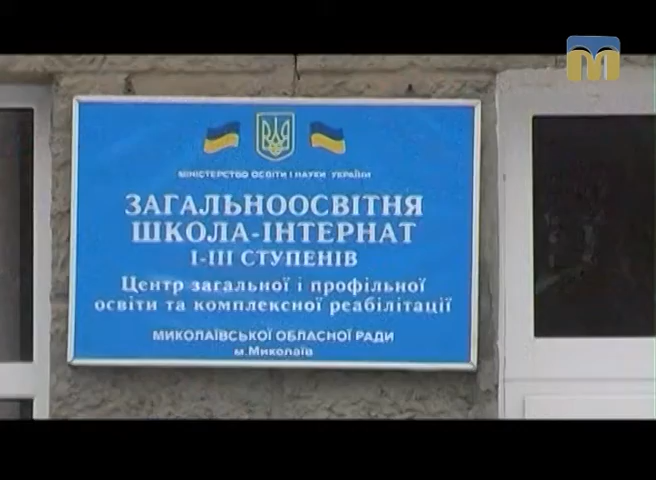 МІНІСТЕРСТВО ОСВІТИ І НАУКИ УКРАЇНИ
ЗАГАЛЬНООСВІТНЯ
ШКОЛА-ІНТЕРНАТ
І-ІІІ СТУПЕНІВ
Центр загальної і профільної
освіти та комплексної реабілітації
МИКОЛАЇВСЬКОЇ ОБЛАСНОЇ РАДИ
м.Миколаїв